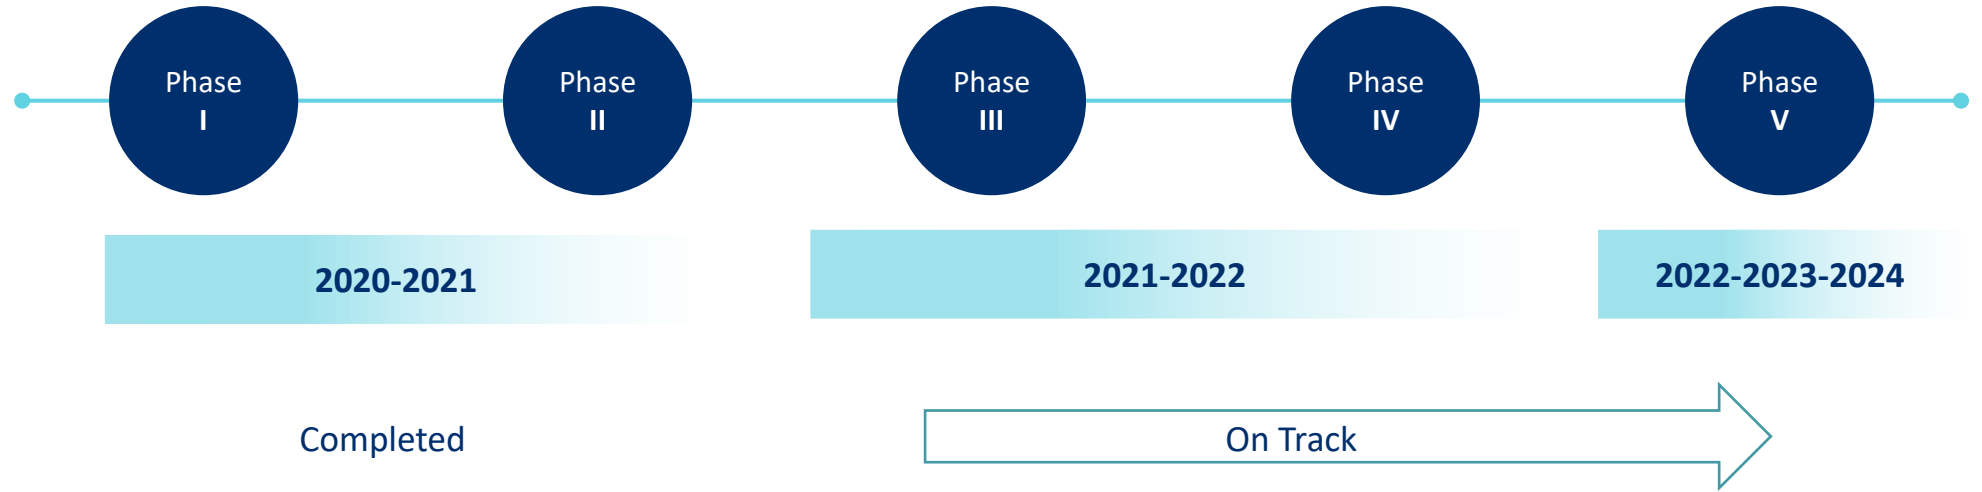 Phase
I
Phase
II
Phase
III
Phase
IV
Phase
V
2020-2021
2021-2022
2022-2023-2024
Completed
On Track